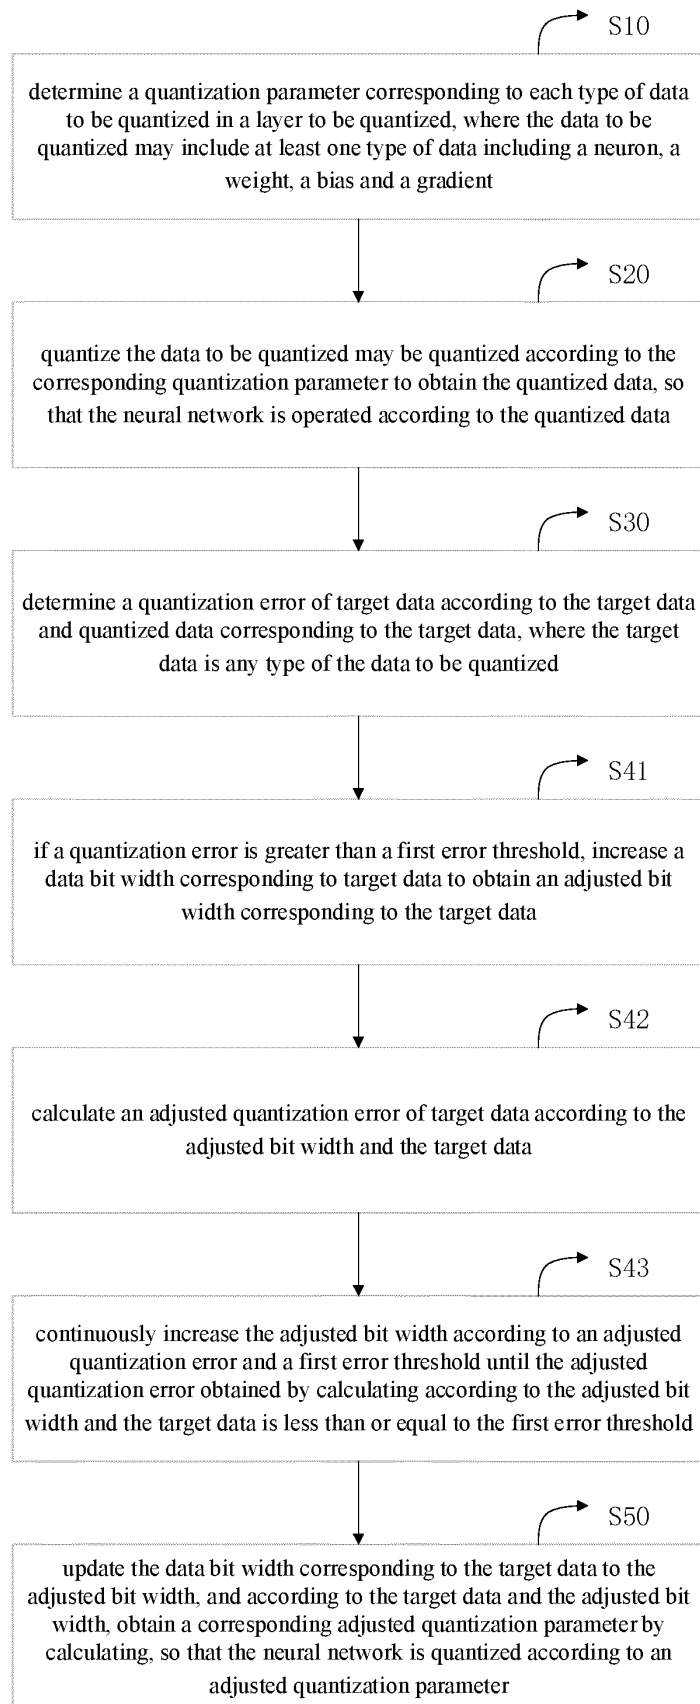 S10
determine a quantization parameter corresponding to each type of data
to be quantized in a layer to be quantized, where the data to be
quantized may include at least one type of data including a neuron, a
weight, a bias and a gradient
S20
quantize the data to be quantized may be quantized according to the
corresponding quantization parameter to obtain the quantized data, so
that the neural network is operated according to the quantized data
S30
determine a quantization error of target data according to the target data
and quantized data corresponding to the target data, where the target
data is any type of the data to be quantized
S41
if a quantization error is greater than a first error threshold, increase a
data bit width corresponding to target data to obtain an adjusted bit
width corresponding to the target data
S42
calculate an adjusted quantization error of target data according to the
adjusted bit width and the target data
S43
continuously increase the adjusted bit width according to an adjusted
quantization error and a first error threshold until the adjusted
quantization error obtained by calculating according to the adjusted bit
width and the target data is less than or equal to the first error threshold
S50
update the data bit width corresponding to the target data to the
adjusted bit width, and according to the target data and the adjusted bit
width, obtain a corresponding adjusted quantization parameter by
calculating, so that the neural network is quantized according to an
adjusted quantization parameter